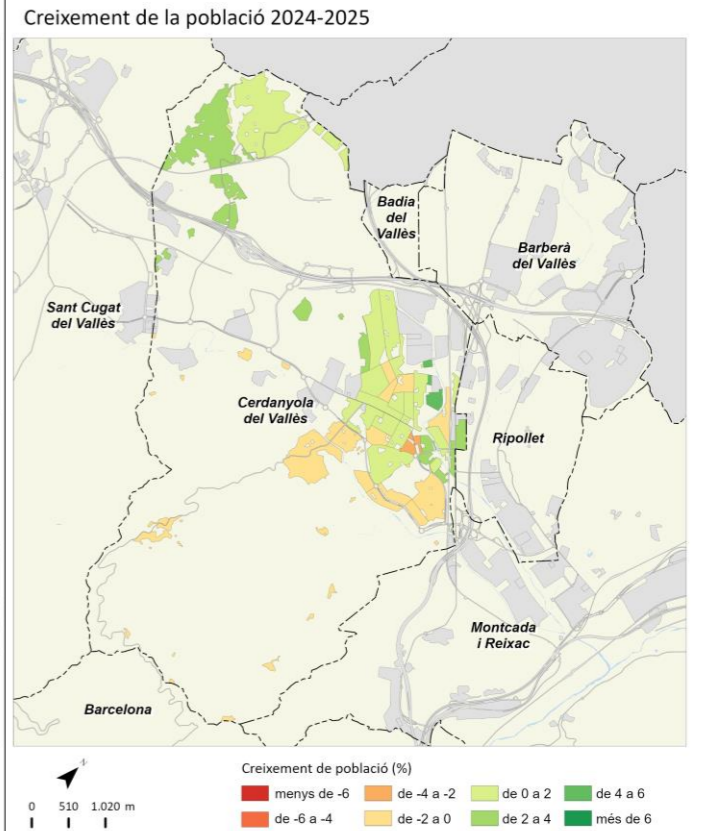 Creixement de la població 2024-2025
Badia
del
Vallès
Barberà
del Vallès
Sant Cugat
del Vallès
Cerdanyola
del Vallès
Ripollet
Montcada
i Reixac
Barcelona
N
0 510 1.020 m
Creixement de població (%)
menys de -6
de -4 a -2
de 0 a 2
de 4 a 6
de -6 a -4
de -2 a 0
de 2 a 4
més de 6